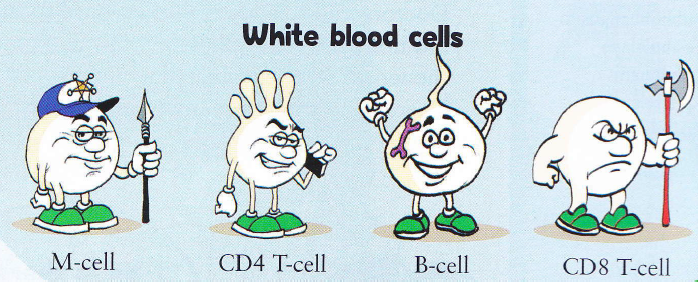 White blood cells
M-cell
CD4 T-cell
B-cell
CD8 T-cell